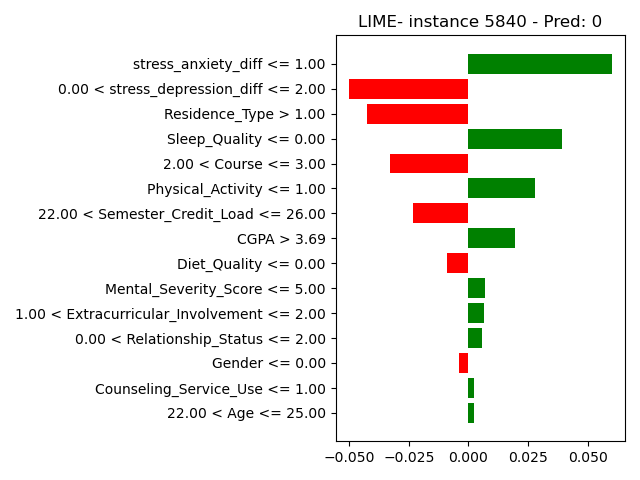 LIME- instance 5840 - Pred: 0
stress_anxiety_diff <= 1.00
0.00 < stress_depression_diff <= 2.00
Residence_Type > 1.00
Sleep_Quality <= 0.00
2.00 < Course <= 3.00
Physical_Activity <= 1.00
22.00 < Semester_Credit_Load <= 26.00
CGPA > 3.69
Diet_Quality <= 0.00
Mental_Severity_Score <= 5.00
1.00 < Extracurricular_Involvement <= 2.00
0.00 < Relationship_Status <= 2.00
Gender <= 0.00
Counseling_Service_Use <= 1.00
22.00 < Age <= 25.00
−0.050 −0.025 0.000 0.025 0.050